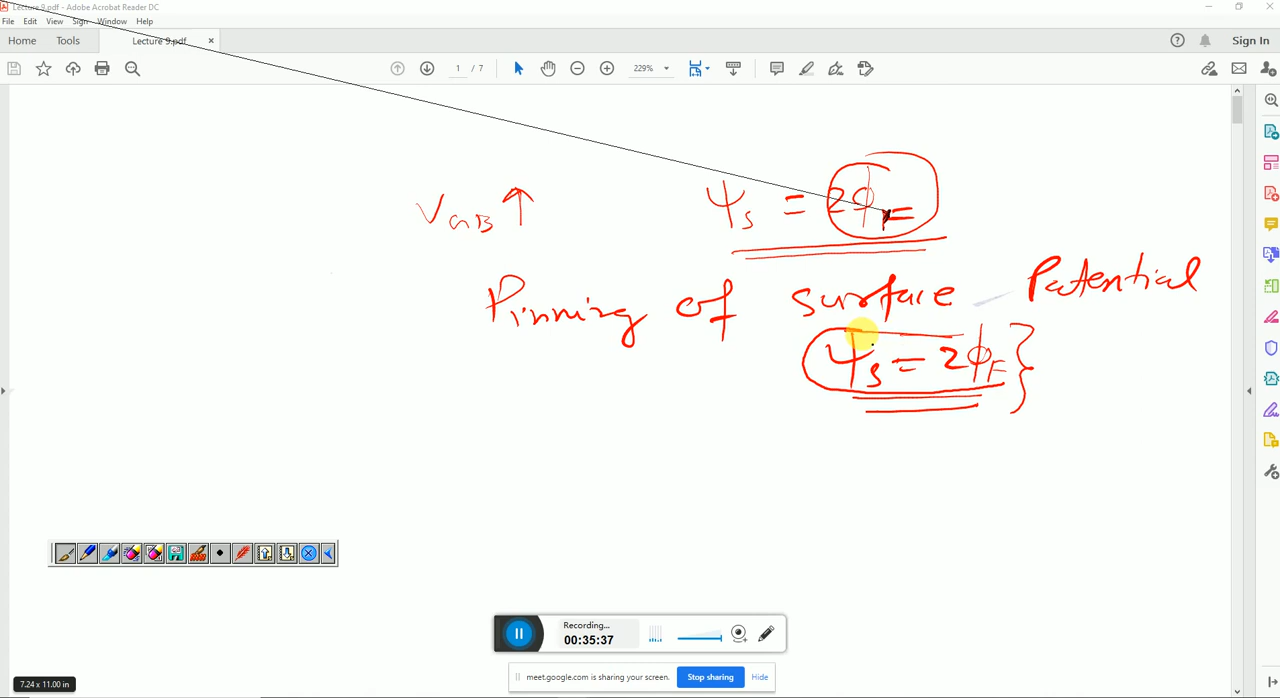 Lecture 9.pdf - Adobe Acrobat Reader DC
File Edit View Sign Window Help
Home Tools Lecture 9.pdf × Sign In
1 / 7 229%
V_GB ↑ Ψ_S = 2ϕ_F
Pinning of surface Potential
Ψ_S = 2ϕ_F }
Recording...
00:35:37
meet.google.com is sharing your screen. Stop sharing Hide
7.24 x 11.00 in